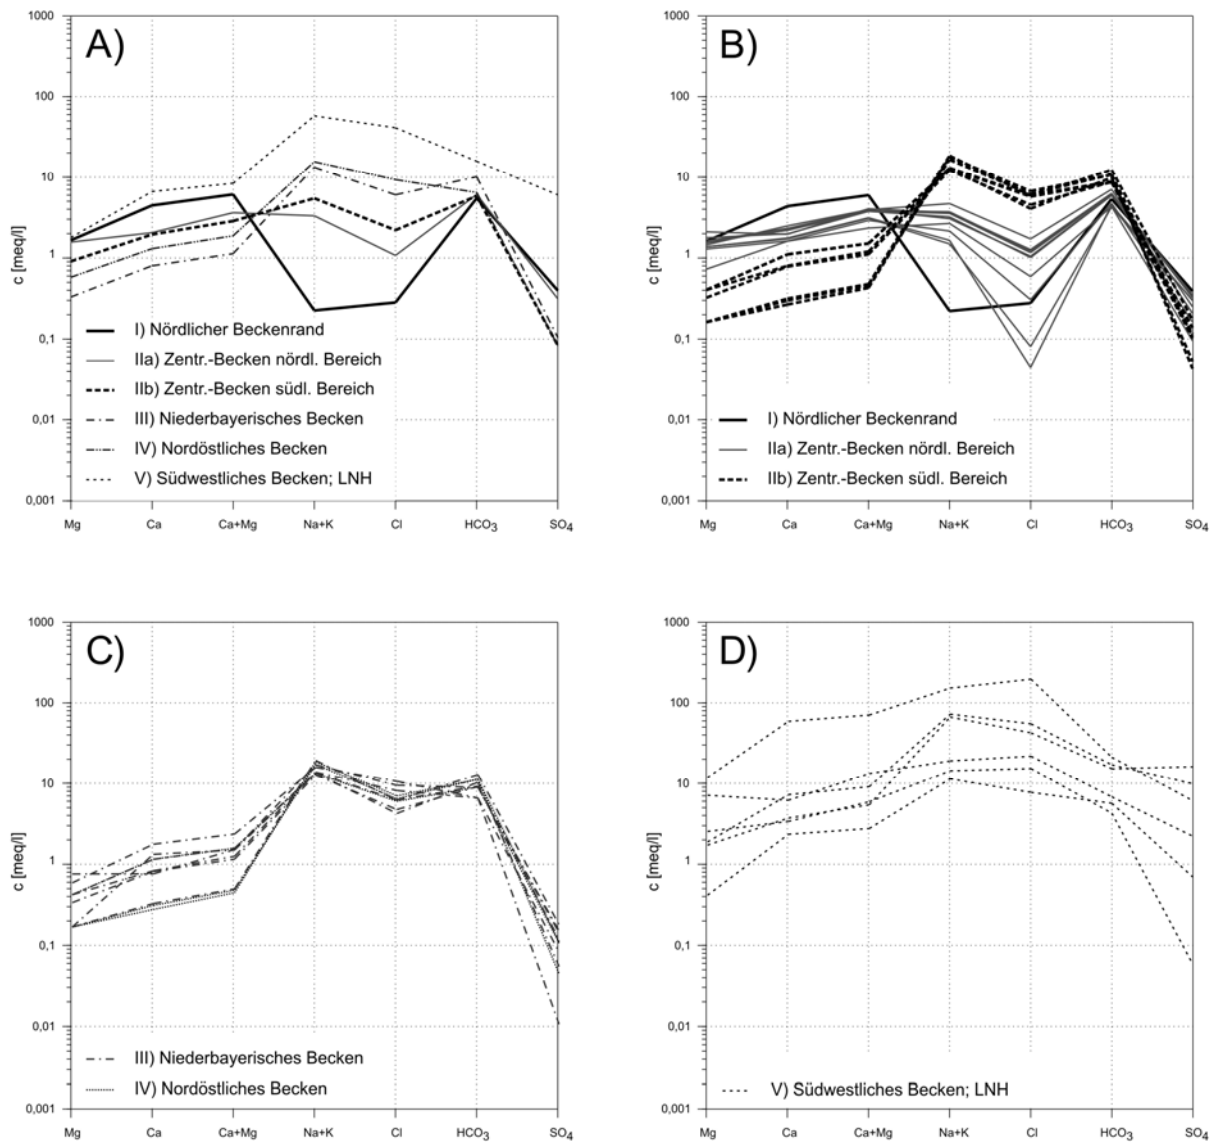 A)
1000
100
10
1
0,1
0,01
0,001
c [meq/l]
I) Nördlicher Beckenrand
IIa) Zentr.-Becken nördl. Bereich
IIb) Zentr.-Becken südl. Bereich
III) Niederbayerisches Becken
IV) Nordöstliches Becken
V) Südwestliches Becken; LNH
Mg Ca Ca+Mg Na+K Cl HCO3 SO4
B)
1000
100
10
1
0,1
0,01
0,001
c [meq/l]
I) Nördlicher Beckenrand
IIa) Zentr.-Becken nördl. Bereich
IIb) Zentr.-Becken südl. Bereich
Mg Ca Ca+Mg Na+K Cl HCO3 SO4
C)
1000
100
10
1
0,1
0,01
0,001
c [meq/l]
III) Niederbayerisches Becken
IV) Nordöstliches Becken
Mg Ca Ca+Mg Na+K Cl HCO3 SO4
D)
1000
100
10
1
0,1
0,01
0,001
c [meq/l]
V) Südwestliches Becken; LNH
Mg Ca Ca+Mg Na+K Cl HCO3 SO4